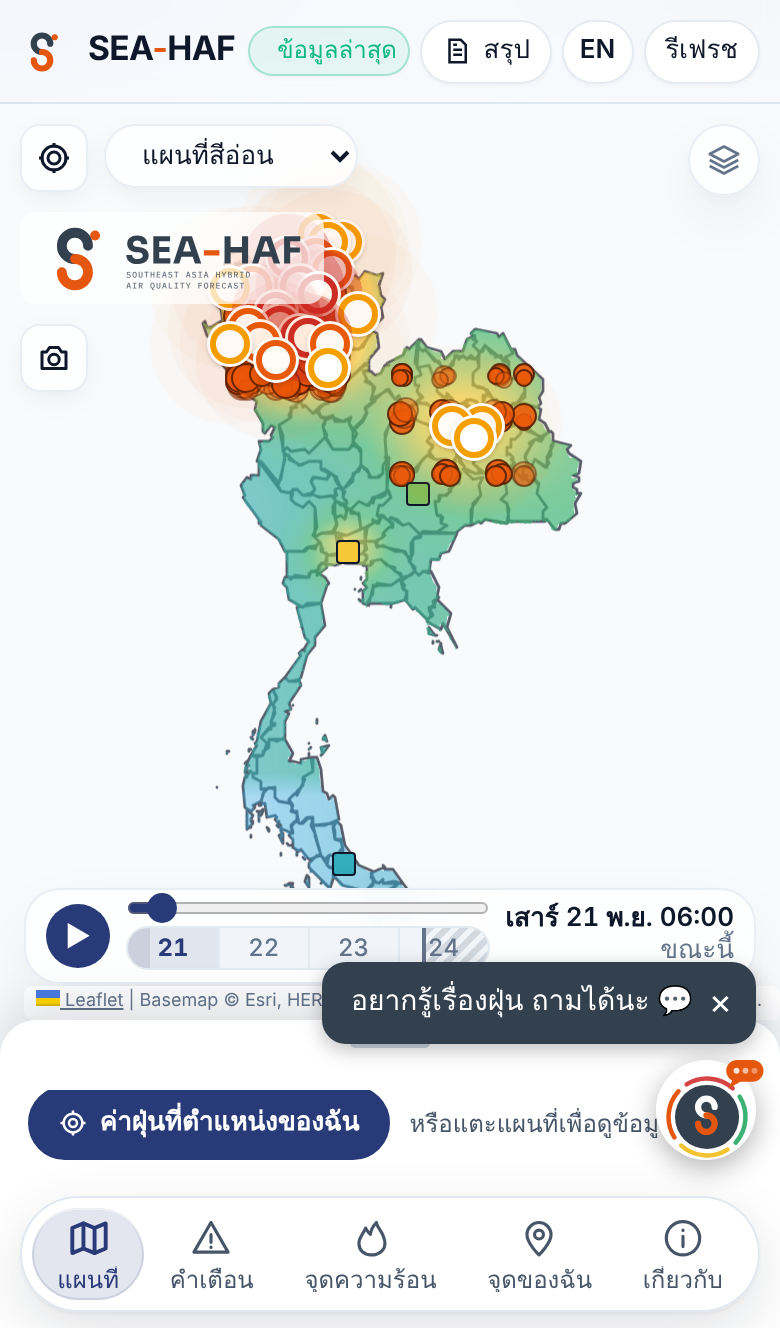 SEA-HAF
ข้อมูลล่าสุด
สรุป
EN
รีเฟรช
แผนที่สีอ่อน
SEA-HAF
SOUTHEAST ASIA HYBRID
AIR QUALITY FORECAST
21 22 23 24
เสาร์ 21 พ.ย. 06:00
ขณะนี้
Leaflet | Basemap © Esri, HER
อยากรู้เรื่องฝุ่น ถามได้นะ 💬 ×
ค่าฝุ่นที่ตำแหน่งของฉัน
หรือแตะแผนที่เพื่อดูข้อมู
แผนที่
คำเตือน
จุดความร้อน
จุดของฉัน
เกี่ยวกับ